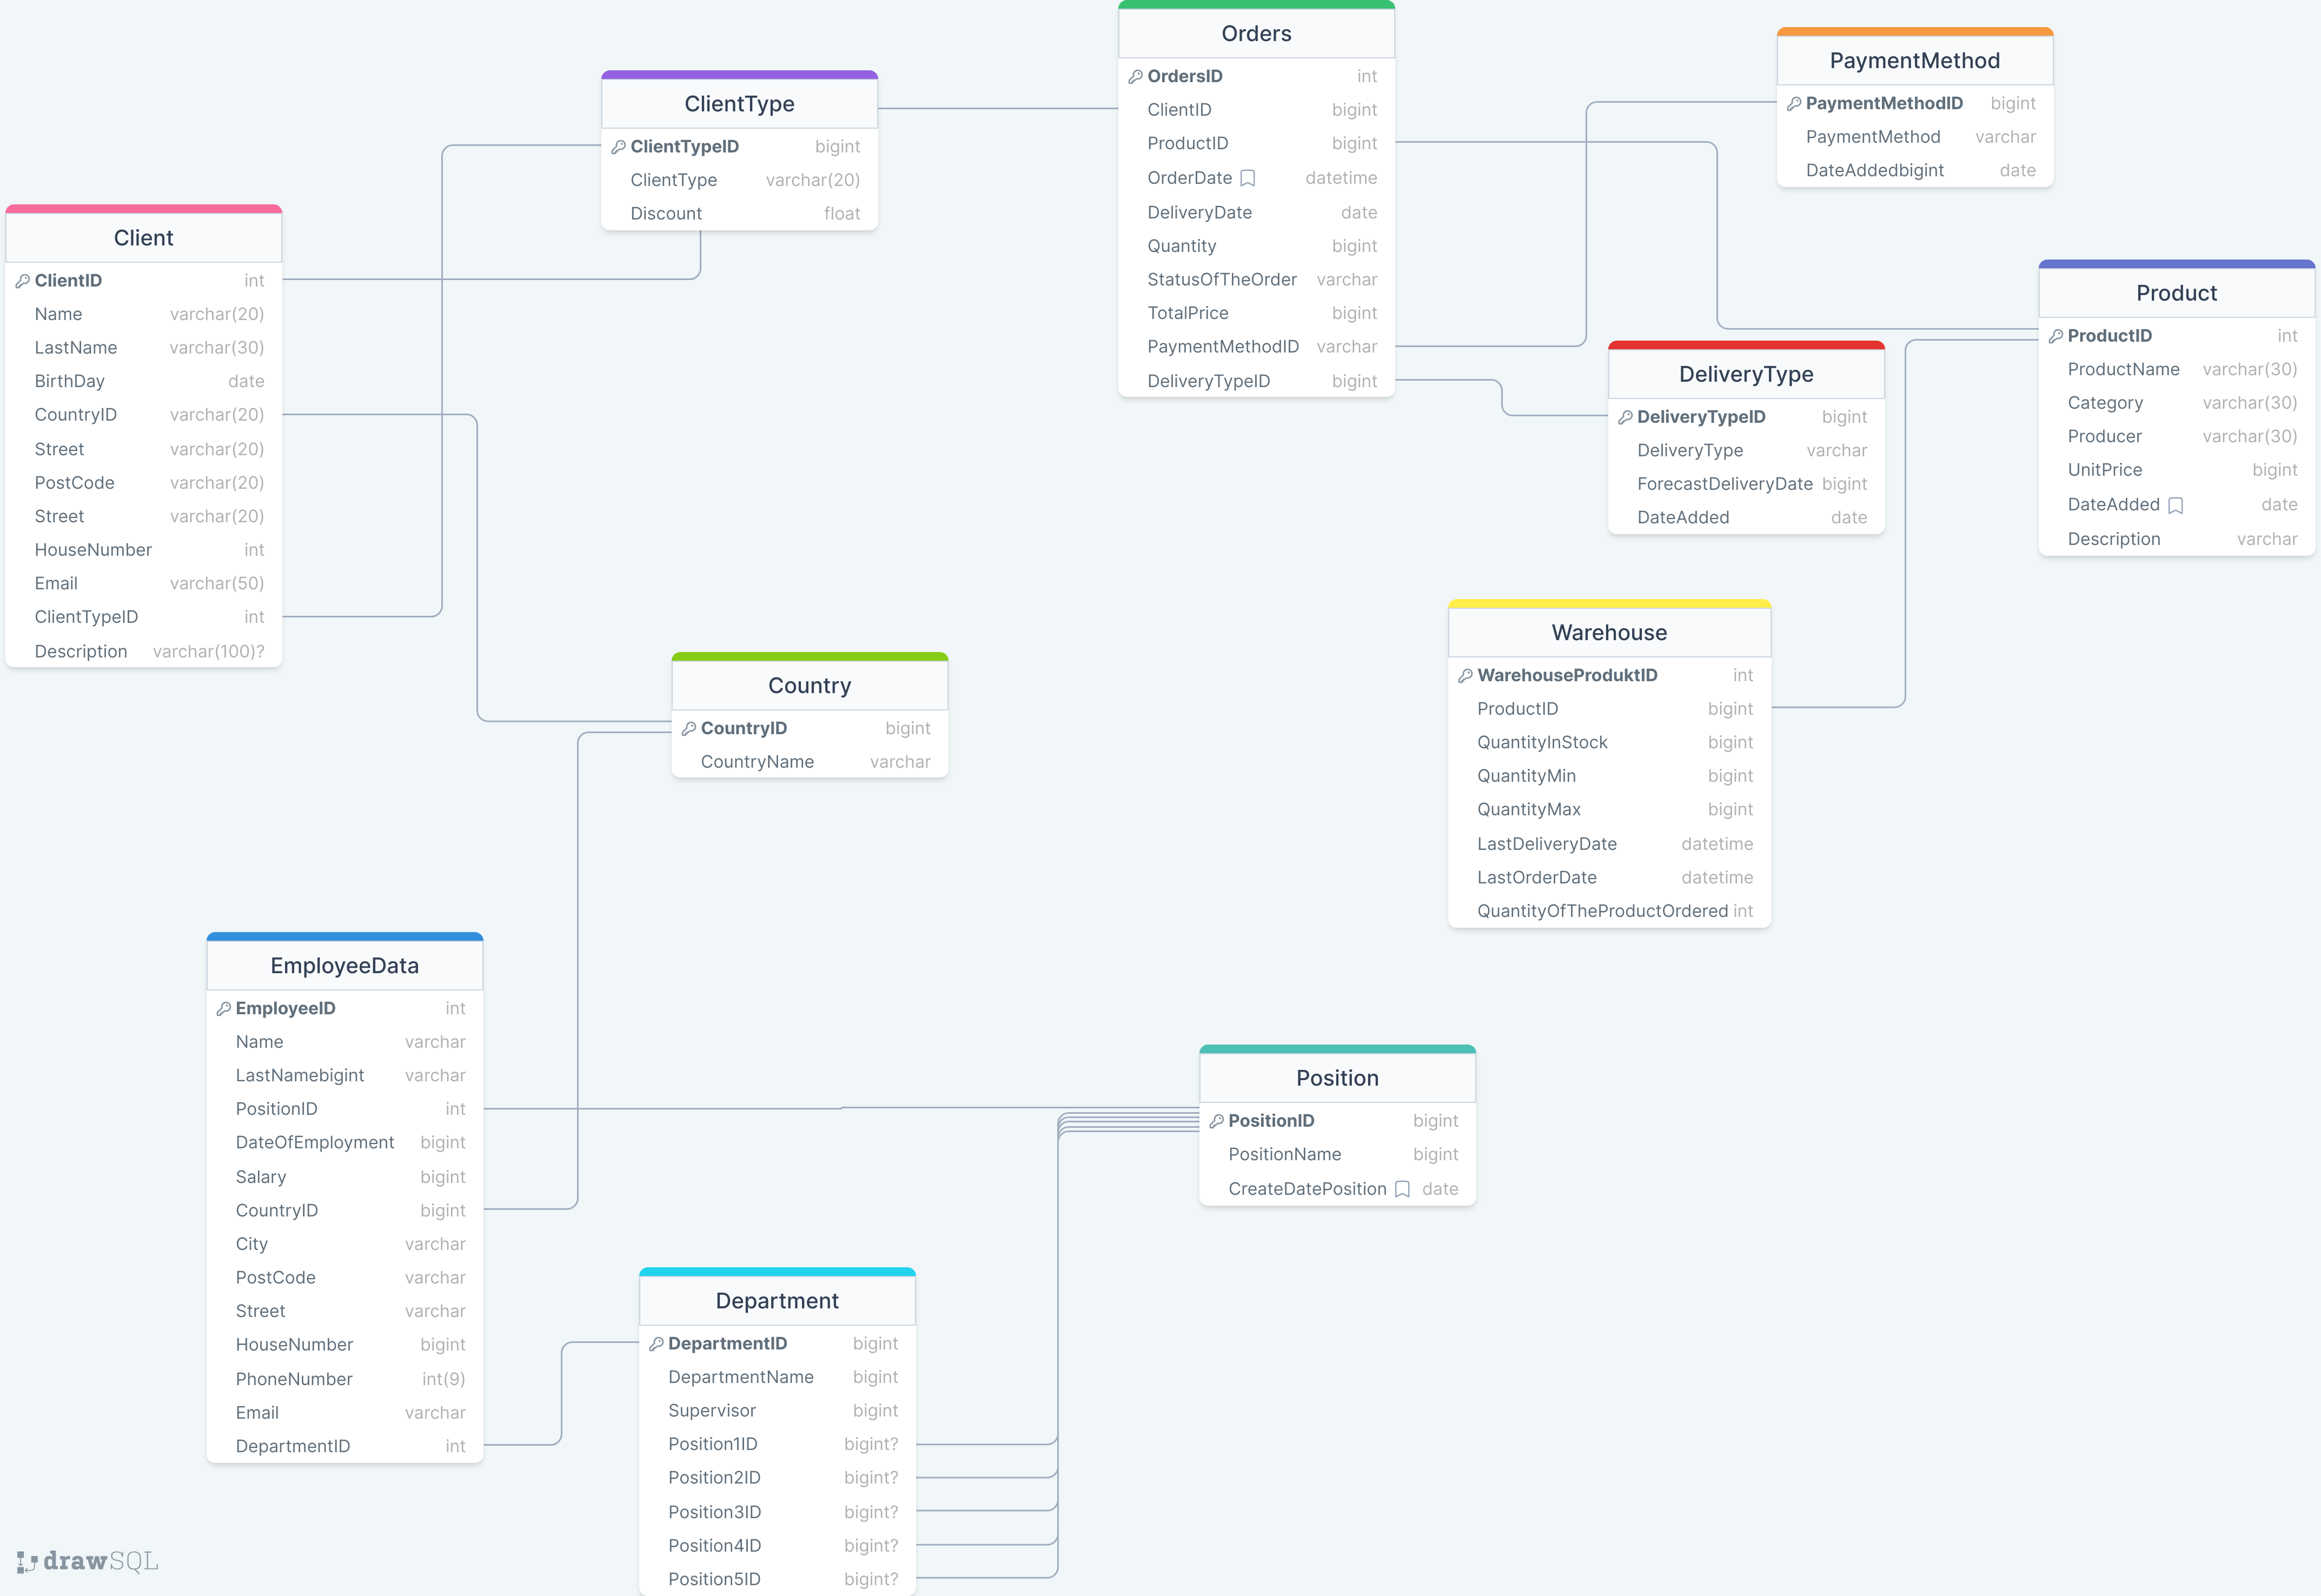 Client
ClientID int
Name varchar(20)
LastName varchar(30)
BirthDay date
CountryID varchar(20)
Street varchar(20)
PostCode varchar(20)
Street varchar(20)
HouseNumber int
Email varchar(50)
ClientTypeID int
Description varchar(100)?
ClientType
ClientTypeID bigint
ClientType varchar(20)
Discount float
Orders
OrdersID int
ClientID bigint
ProductID bigint
OrderDate datetime
DeliveryDate date
Quantity bigint
StatusOfTheOrder varchar
TotalPrice bigint
PaymentMethodID varchar
DeliveryTypeID bigint
PaymentMethod
PaymentMethodID bigint
PaymentMethod varchar
DateAddedbigint date
Product
ProductID int
ProductName varchar(30)
Category varchar(30)
Producer varchar(30)
UnitPrice bigint
DateAdded date
Description varchar
DeliveryType
DeliveryTypeID bigint
DeliveryType varchar
ForecastDeliveryDate bigint
DateAdded date
Warehouse
WarehouseProduktID int
ProductID bigint
QuantityInStock bigint
QuantityMin bigint
QuantityMax bigint
LastDeliveryDate datetime
LastOrderDate datetime
QuantityOfTheProductOrdered int
Country
CountryID bigint
CountryName varchar
EmployeeData
EmployeeID int
Name varchar
LastNamebigint varchar
PositionID int
DateOfEmployment bigint
Salary bigint
CountryID bigint
City varchar
PostCode varchar
Street varchar
HouseNumber bigint
PhoneNumber int(9)
Email varchar
DepartmentID int
Position
PositionID bigint
PositionName bigint
CreateDatePosition date
Department
DepartmentID bigint
DepartmentName bigint
Supervisor bigint
Position1ID bigint?
Position2ID bigint?
Position3ID bigint?
Position4ID bigint?
Position5ID bigint?
drawSQL